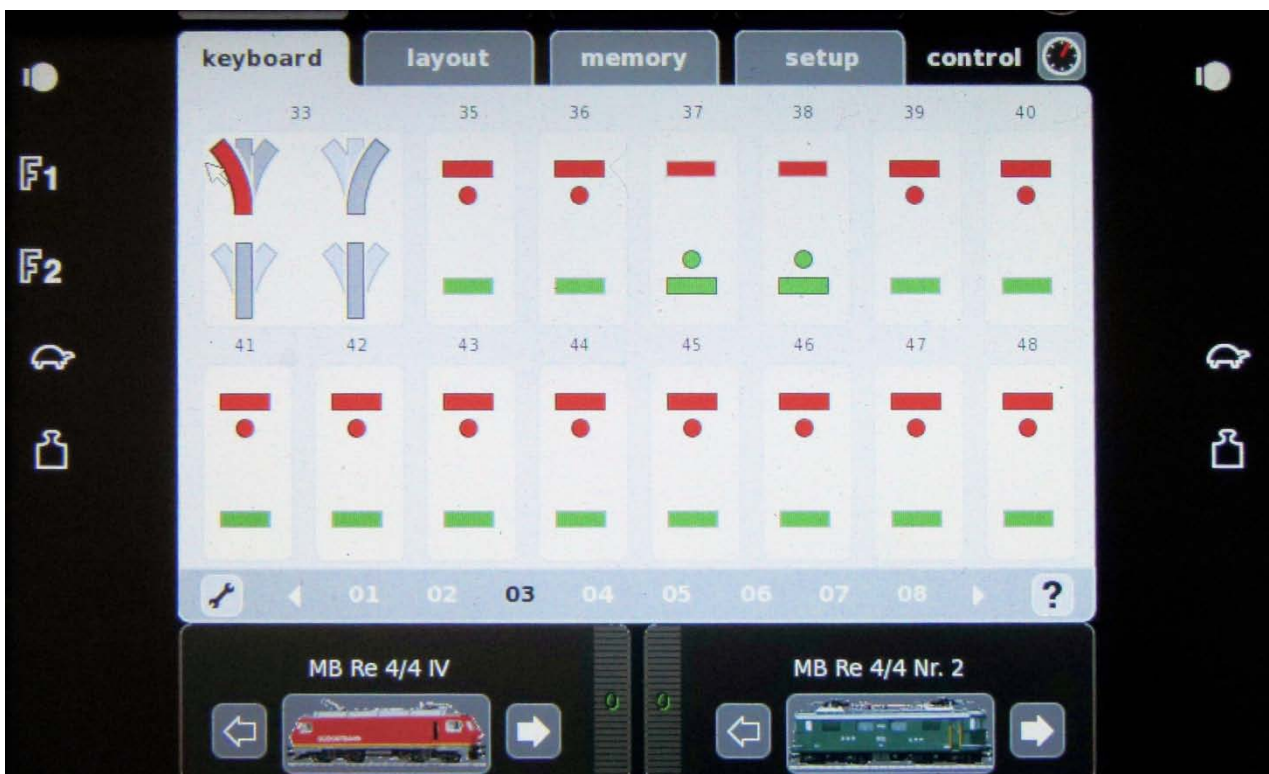 keyboard layout memory setup control
F1
F2
33 35 36 37 38 39 40
41 42 43 44 45 46 47 48
01 02 03 04 05 06 07 08 ?
MB Re 4/4 IV
MB Re 4/4 Nr. 2
0 0
SÜDOSTBAHN